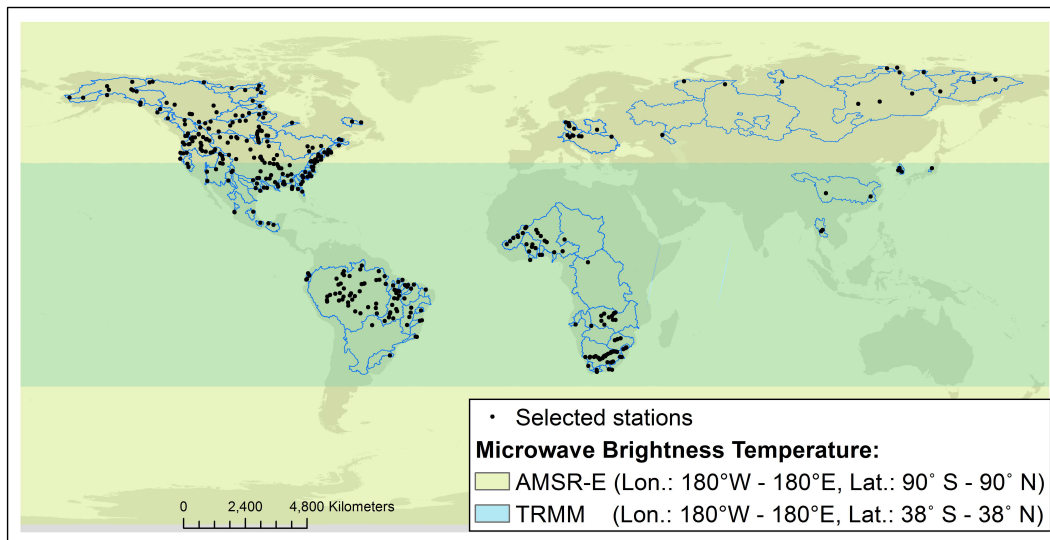 Selected stations
Microwave Brightness Temperature:
AMSR-E (Lon.: 180°W - 180°E, Lat.: 90˚ S - 90˚ N)
TRMM (Lon.: 180°W - 180°E, Lat.: 38˚ S - 38˚ N)
0 2,400 4,800 Kilometers